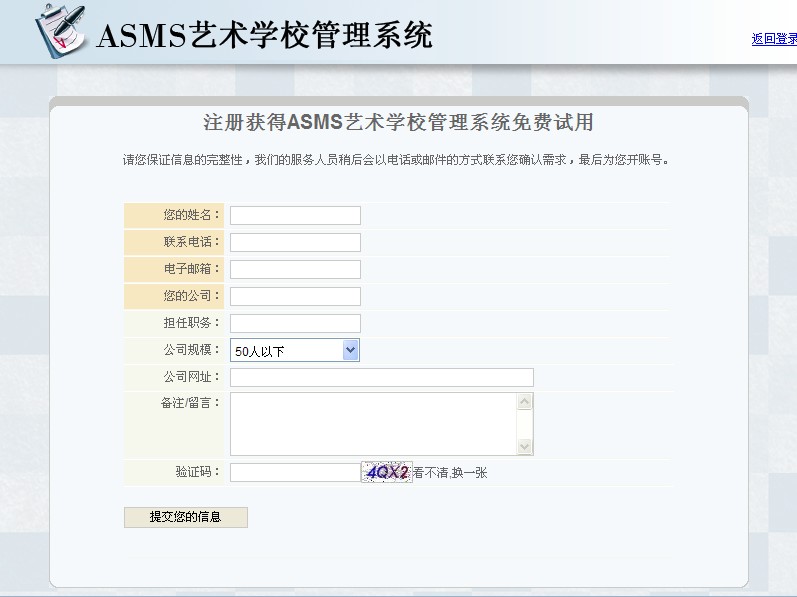 ASMS艺术学校管理系统
返回登录
注册获得ASMS艺术学校管理系统免费试用
请您保证信息的完整性，我们的服务人员稍后会以电话或邮件的方式联系您确认需求，最后为您开账号。
您的姓名：
联系电话：
电子邮箱：
您的公司：
担任职务：
公司规模： 50人以下
公司网址：
备注/留言：
验证码： 4QX2 看不清,换一张
提交您的信息